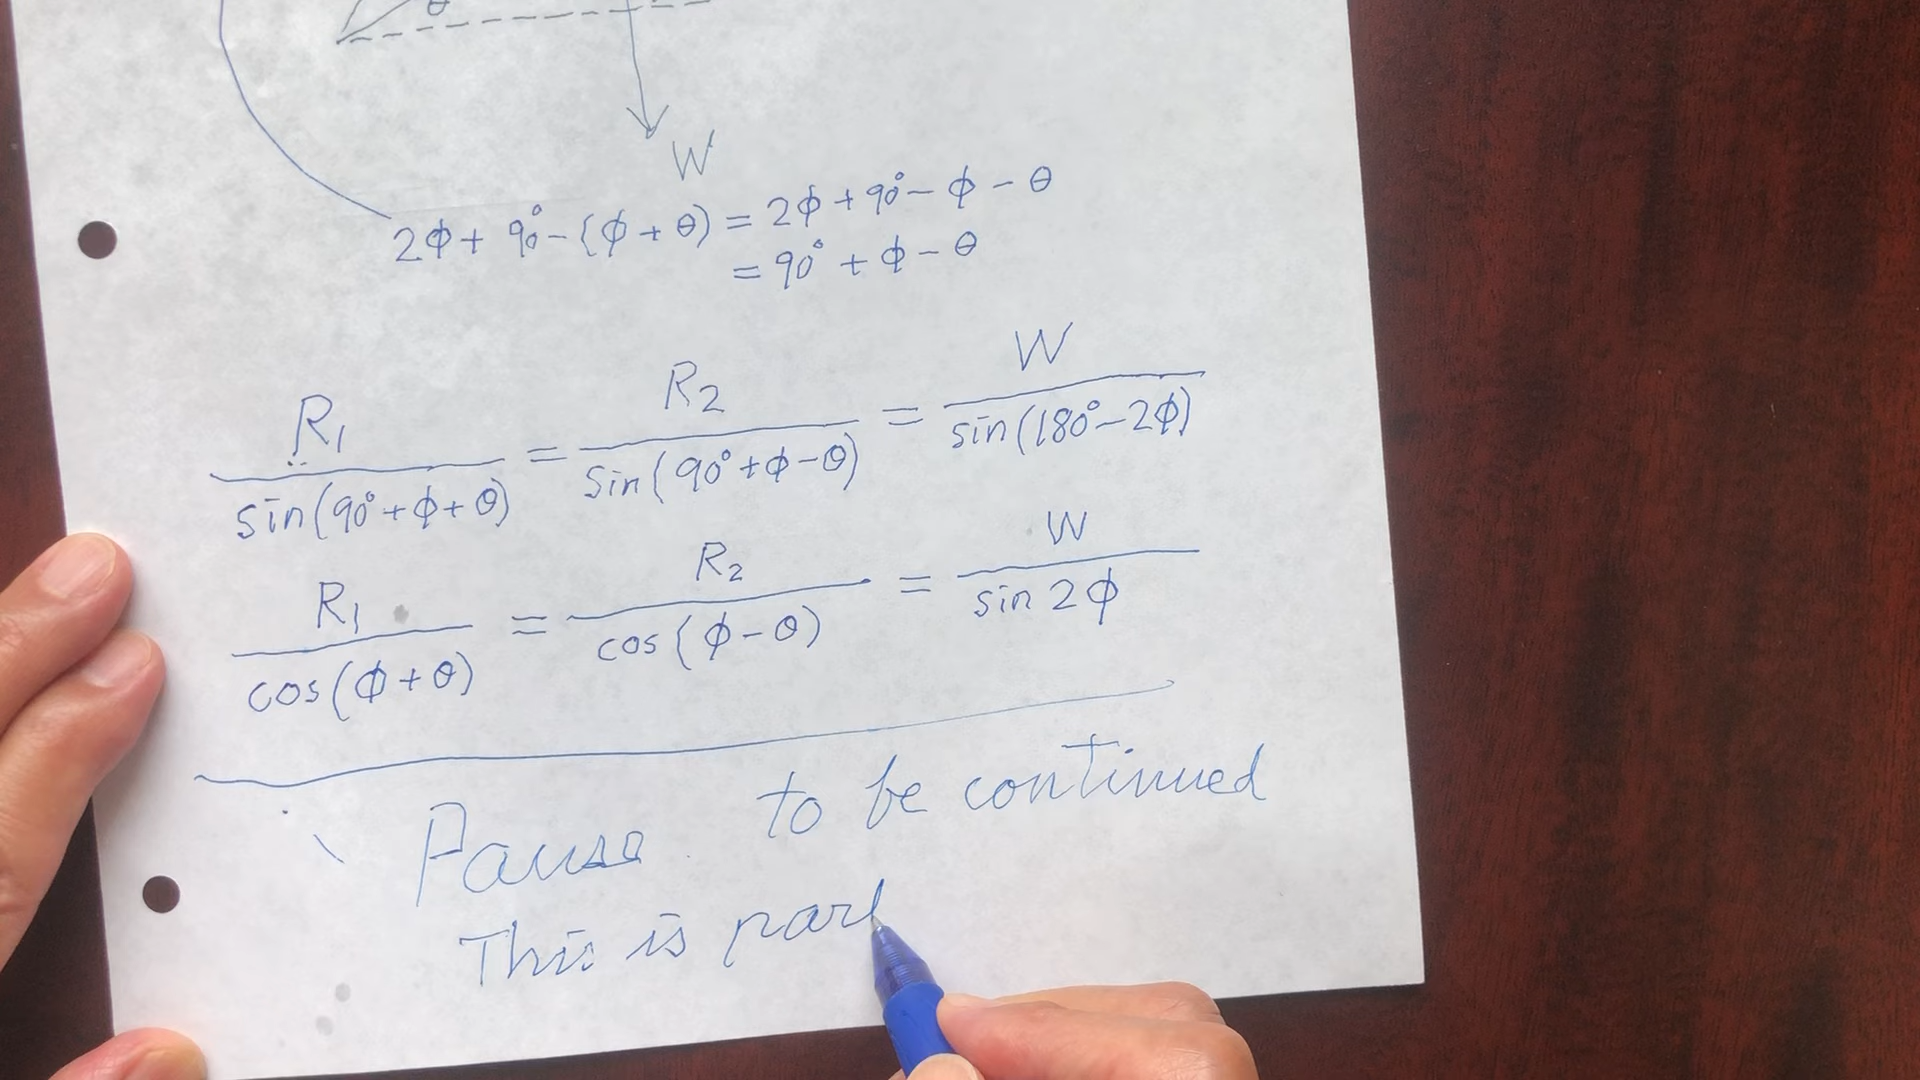 θ
W
2ϕ + 90° - (ϕ + θ) = 2ϕ + 90° - ϕ - θ
= 90° + ϕ - θ
R₁ / sin(90° + ϕ + θ) = R₂ / sin(90° + ϕ - θ) = W / sin(180° - 2ϕ)
R₁ / cos(ϕ + θ) = R₂ / cos(ϕ - θ) = W / sin 2ϕ
Pause to be continued
This is part